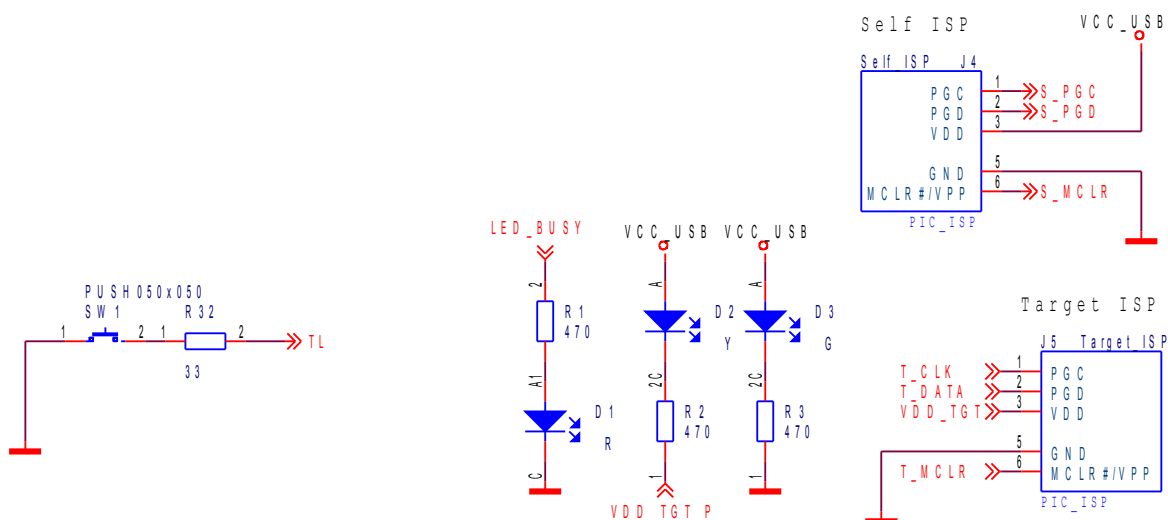 Self ISP
VCC_USB
Self_ISP J4
PGC 1 S_PGC
PGD 2 S_PGD
VDD 3
GND 5
MCLR#/VPP 6 S_MCLR
PIC_ISP
LED_BUSY
VCC_USB
VCC_USB
2
A
A
R1
470
D2
Y
D3
G
A1
2C
2C
D1
R
R2
470
R3
470
C
1
1
VDD_TGT_P
PUSH050x050
SW1
R32
1
2
1
2
TL
33
Target ISP
J5 Target_ISP
T_CLK 1 PGC
T_DATA 2 PGD
VDD_TGT 3 VDD
5 GND
T_MCLR 6 MCLR#/VPP
PIC_ISP